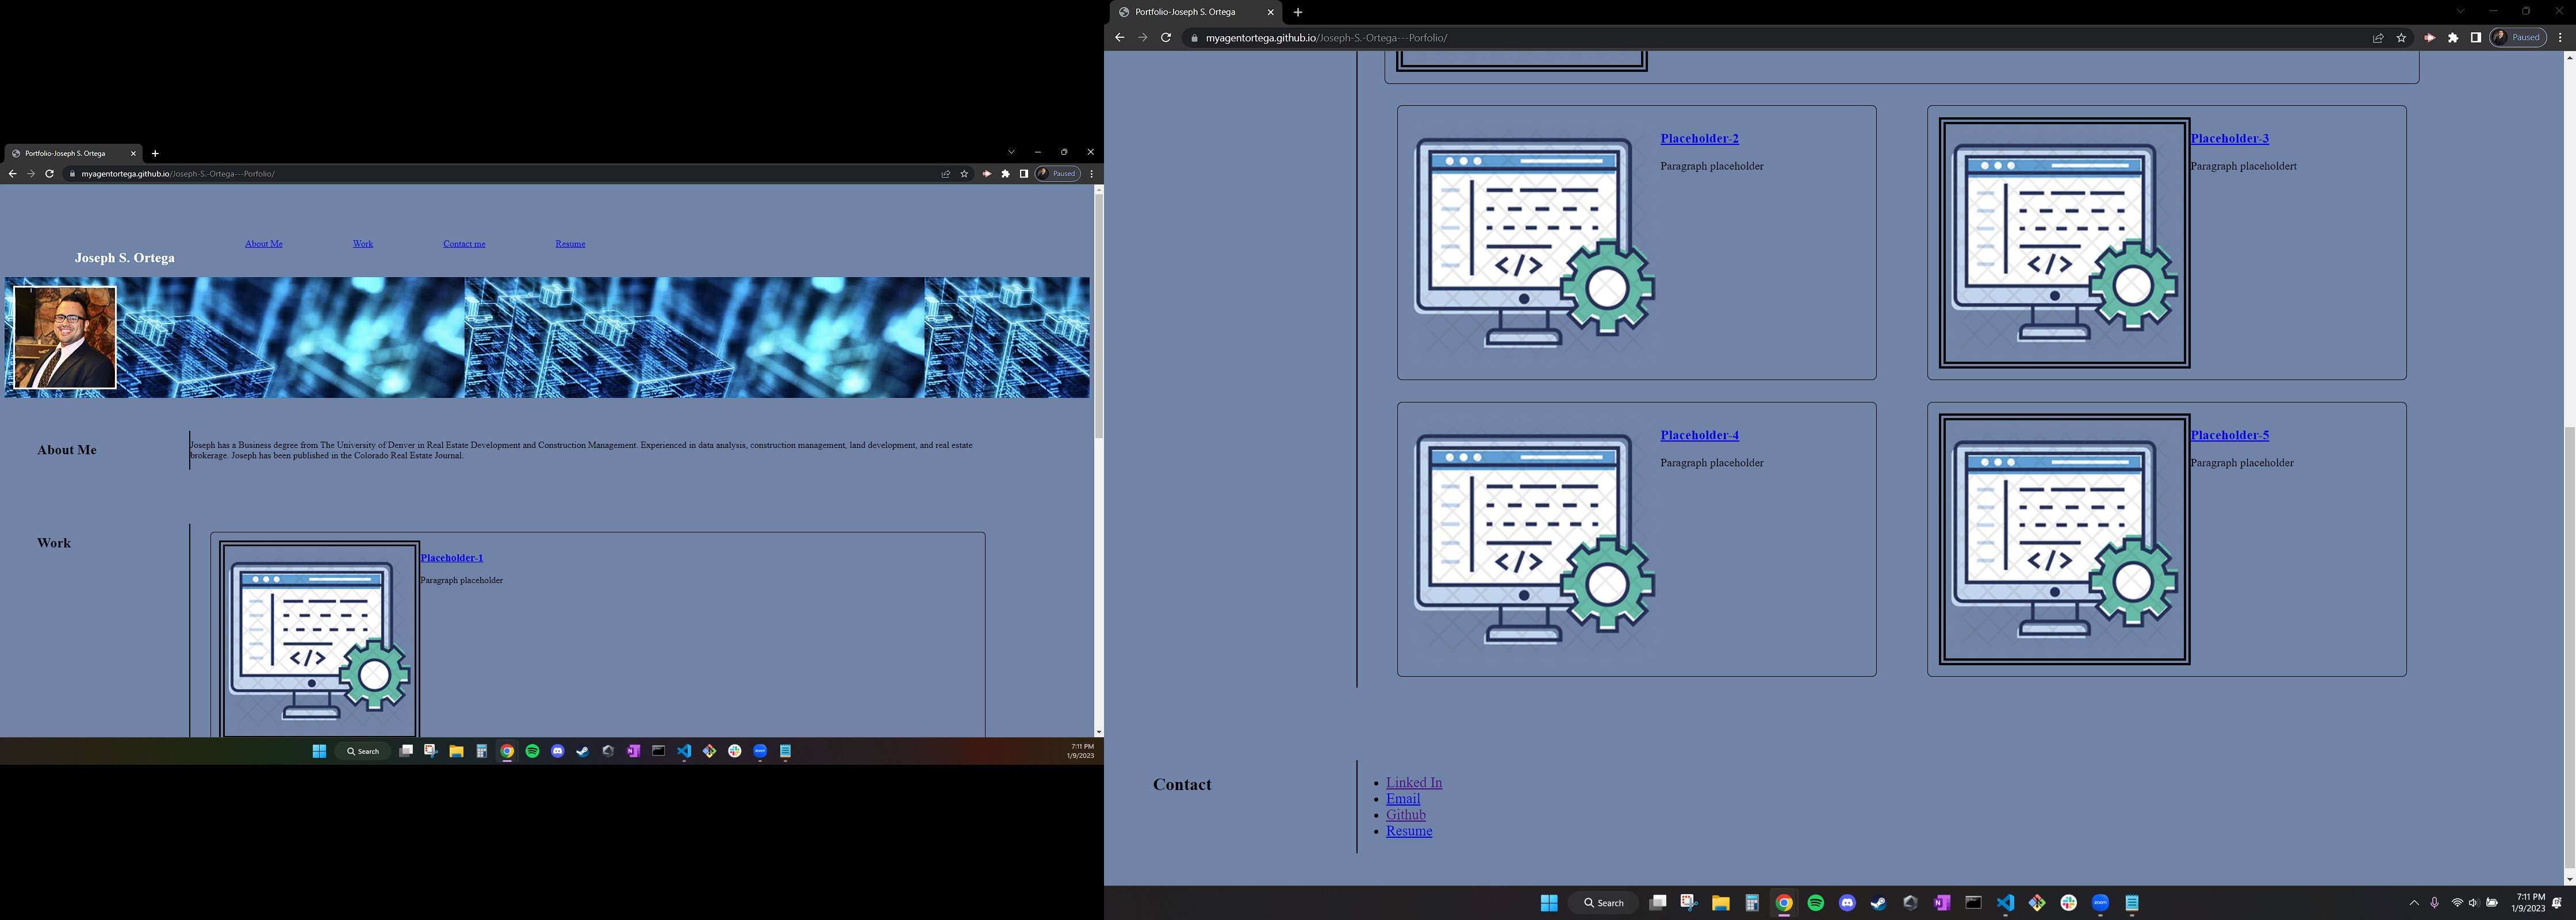 Portfolio-Joseph S. Ortega
myagentortega.github.io/Joseph-S.-Ortega---Porfolio/
Paused
About Me
Work
Contact me
Resume
Joseph S. Ortega
About Me
Joseph has a Business degree from The University of Denver in Real Estate Development and Construction Management. Experienced in data analysis, construction management, land development, and real estate
brokerage. Joseph has been published in the Colorado Real Estate Journal.
Work
Placeholder-1
Paragraph placeholder
</>
Search
zoom
7:11 PM
1/9/2023
Portfolio-Joseph S. Ortega
myagentortega.github.io/Joseph-S.-Ortega---Porfolio/
Paused
Placeholder-2
Paragraph placeholder
</>
Placeholder-3
Paragraph placeholdert
</>
Placeholder-4
Paragraph placeholder
</>
Placeholder-5
Paragraph placeholder
</>
Contact
Linked In
Email
Github
Resume
Search
zoom
7:11 PM
1/9/2023